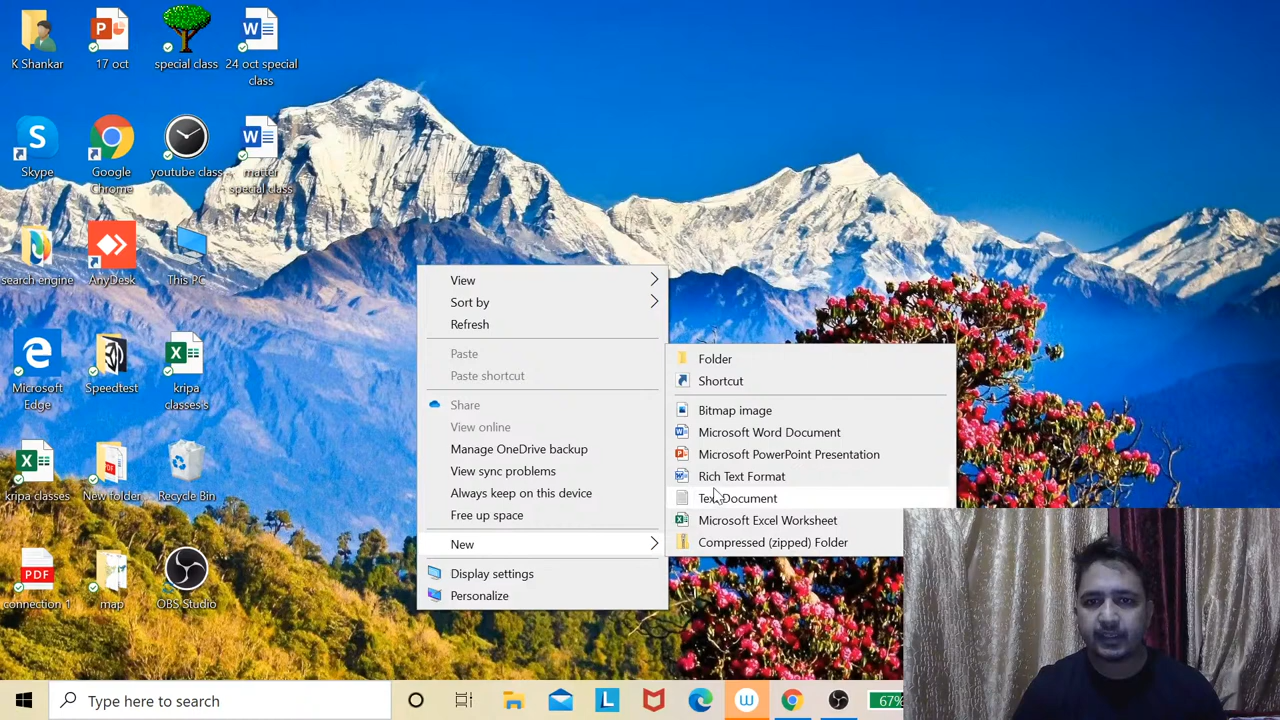 K Shankar
17 oct
special class
24 oct special
class
Skype
Google
Chrome
youtube class
matter
special class
search engine
AnyDesk
This PC
Microsoft
Edge
Speedtest
kripa
classes is
kripa classes
New folder
Recycle Bin
PDF
connection 1
map
OBS Studio
View
Sort by
Refresh
Paste
Paste shortcut
Share
View online
Manage OneDrive backup
View sync problems
Always keep on this device
Free up space
New
Display settings
Personalize
Folder
Shortcut
Bitmap image
Microsoft Word Document
Microsoft PowerPoint Presentation
Rich Text Format
Text Document
Microsoft Excel Worksheet
Compressed (zipped) Folder
Type here to search
L
W
67%